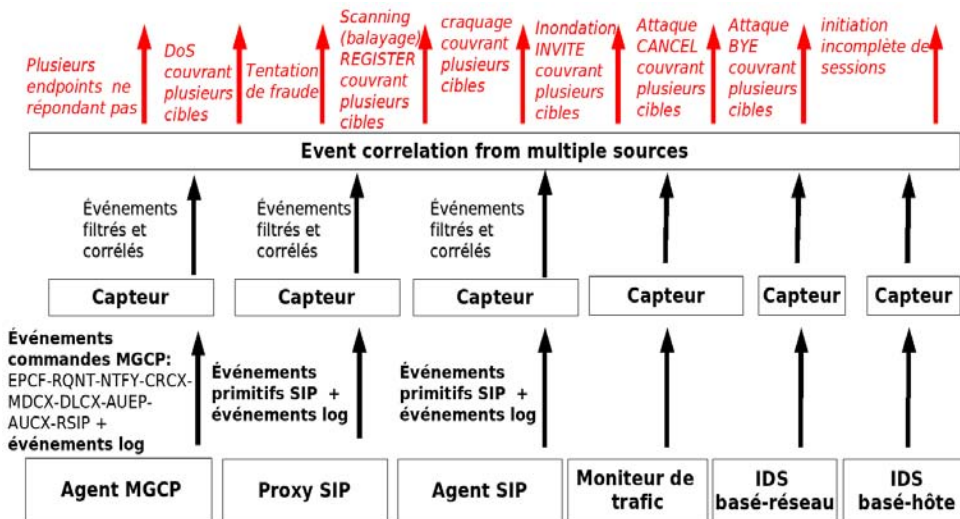 Plusieurs
endpoints ne
répondant pas
DoS
couvrant
plusieurs
cibles
Tentation
de fraude
Scanning
(balayage)
REGISTER
couvrant
plusieurs
cibles
craquage
couvrant
plusieurs
cibles
Inondation
INVITE
couvrant
plusieurs
cibles
Attaque
CANCEL
couvrant
plusieurs
cibles
Attaque
BYE
couvrant
plusieurs
cibles
initiation
incomplète de
sessions
Event correlation from multiple sources
Événements
filtrés et
corrélés
Événements
filtrés et
corrélés
Événements
filtrés et
corrélés
Capteur
Capteur
Capteur
Capteur
Capteur
Capteur
Événements
commandes MGCP:
EPCF-RQNT-NTFY-CRCX-
MDCX-DLCX-AUEP-
AUCX-RSIP +
événements log
Événements
primitifs SIP +
événements log
Événements
primitifs SIP +
événements log
Agent MGCP
Proxy SIP
Agent SIP
Moniteur de
trafic
IDS
basé-réseau
IDS
basé-hôte